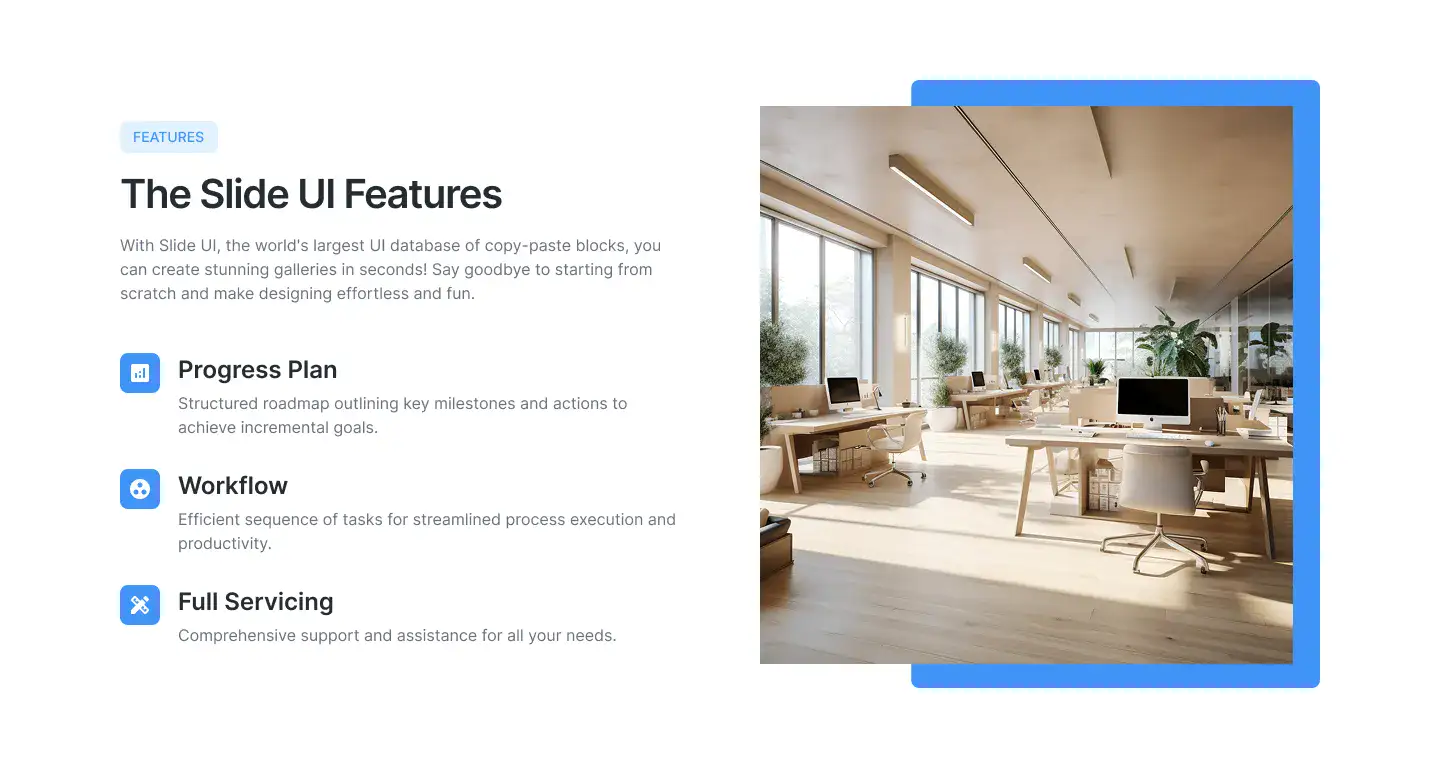 FEATURES
The Slide UI Features
With Slide UI, the world's largest UI database of copy-paste blocks, you
can create stunning galleries in seconds! Say goodbye to starting from
scratch and make designing effortless and fun.
Progress Plan
Structured roadmap outlining key milestones and actions to
achieve incremental goals.
Workflow
Efficient sequence of tasks for streamlined process execution and
productivity.
Full Servicing
Comprehensive support and assistance for all your needs.